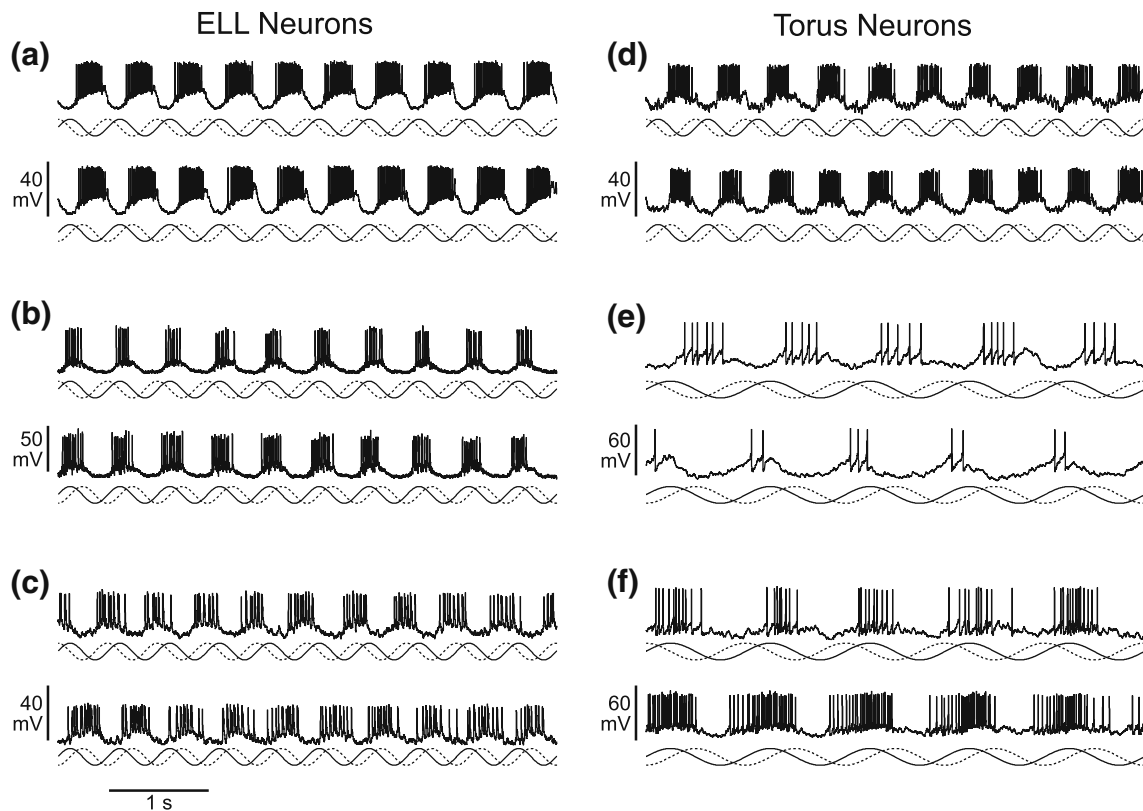 ELL Neurons
Torus Neurons
(a)
(d)
40
mV
40
mV
(b)
(e)
50
mV
60
mV
(c)
(f)
40
mV
60
mV
1 s